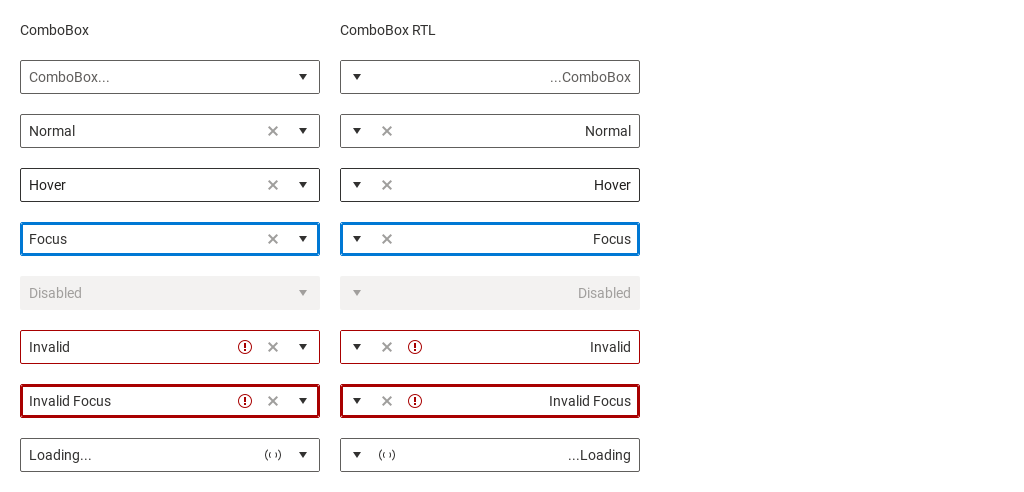 ComboBox ComboBox RTL
ComboBox... ...ComboBox
Normal Normal
Hover Hover
Focus Focus
Disabled Disabled
Invalid Invalid
Invalid Focus Invalid Focus
Loading... ...Loading